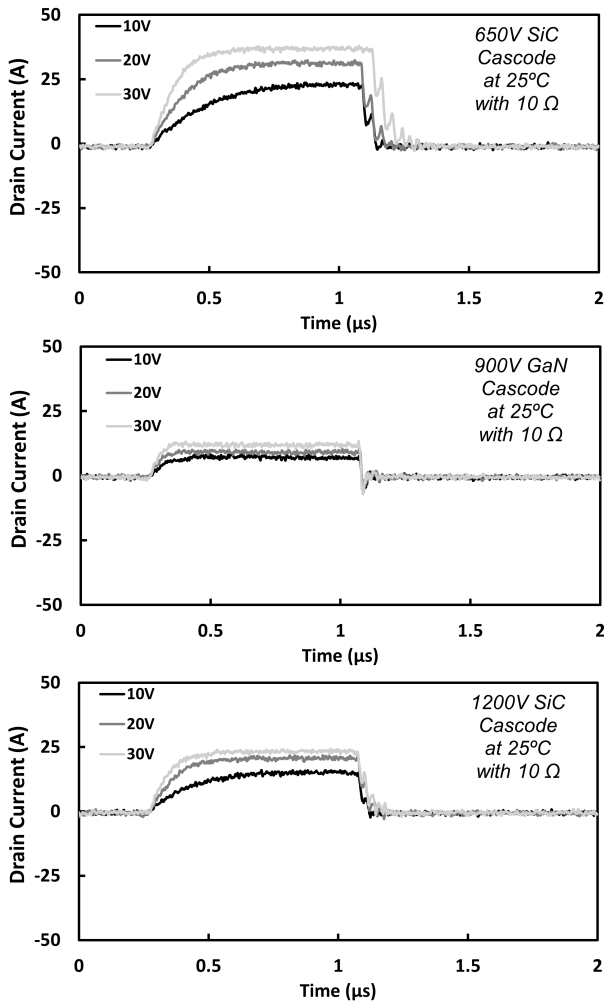 50
25
0
-25
-50
Drain Current (A)
10V
20V
30V
650V SiC
Cascode
at 25ºC
with 10 Ω
0
0.5
1
1.5
2
Time (µs)
50
25
0
-25
-50
Drain Current (A)
10V
20V
30V
900V GaN
Cascode
at 25ºC
with 10 Ω
0
0.5
1
1.5
2
Time (µs)
50
25
0
-25
-50
Drain Current (A)
10V
20V
30V
1200V SiC
Cascode
at 25ºC
with 10 Ω
0
0.5
1
1.5
2
Time (µs)